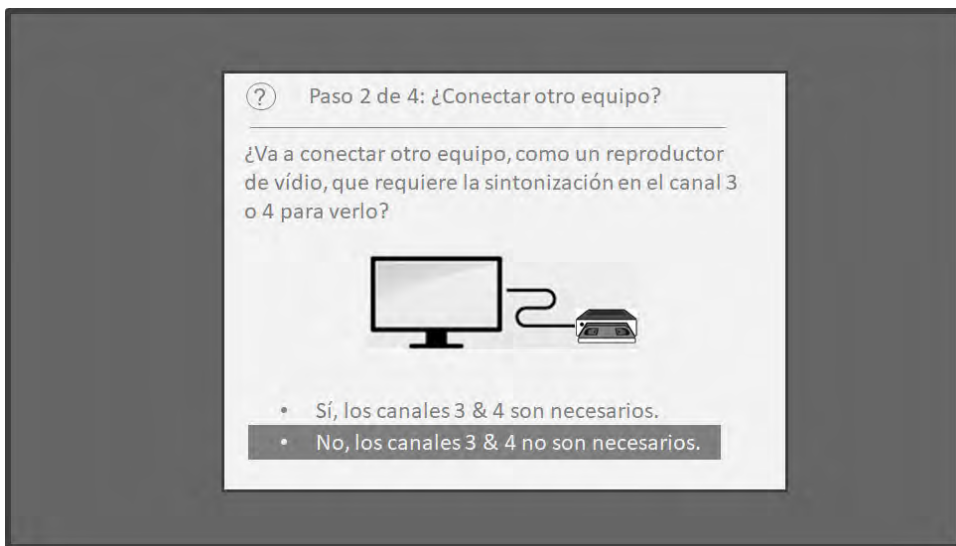 ? Paso 2 de 4: ¿Conectar otro equipo?
¿Va a conectar otro equipo, como un reproductor
de vídio, que requiere la sintonización en el canal 3
o 4 para verlo?
• Sí, los canales 3 & 4 son necesarios.
• No, los canales 3 & 4 no son necesarios.